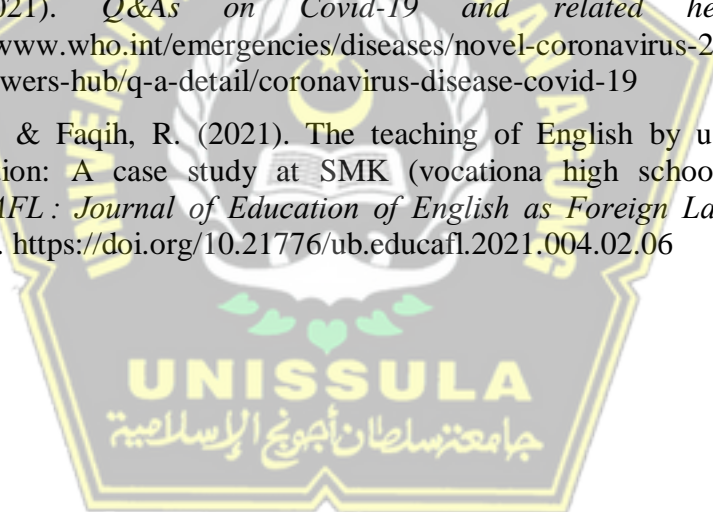 021). Q&As on Covid-19 and related he
www.who.int/emergencies/diseases/novel-coronavirus-2
wers-hub/q-a-detail/coronavirus-disease-covid-19
& Faqih, R. (2021). The teaching of English by u
ion: A case study at SMK (vocationa high schoo
AFL : Journal of Education of English as Foreign La
. https://doi.org/10.21776/ub.educafl.2021.004.02.06
UNISSULA
جامعة سلطان أجونج الإسلامية